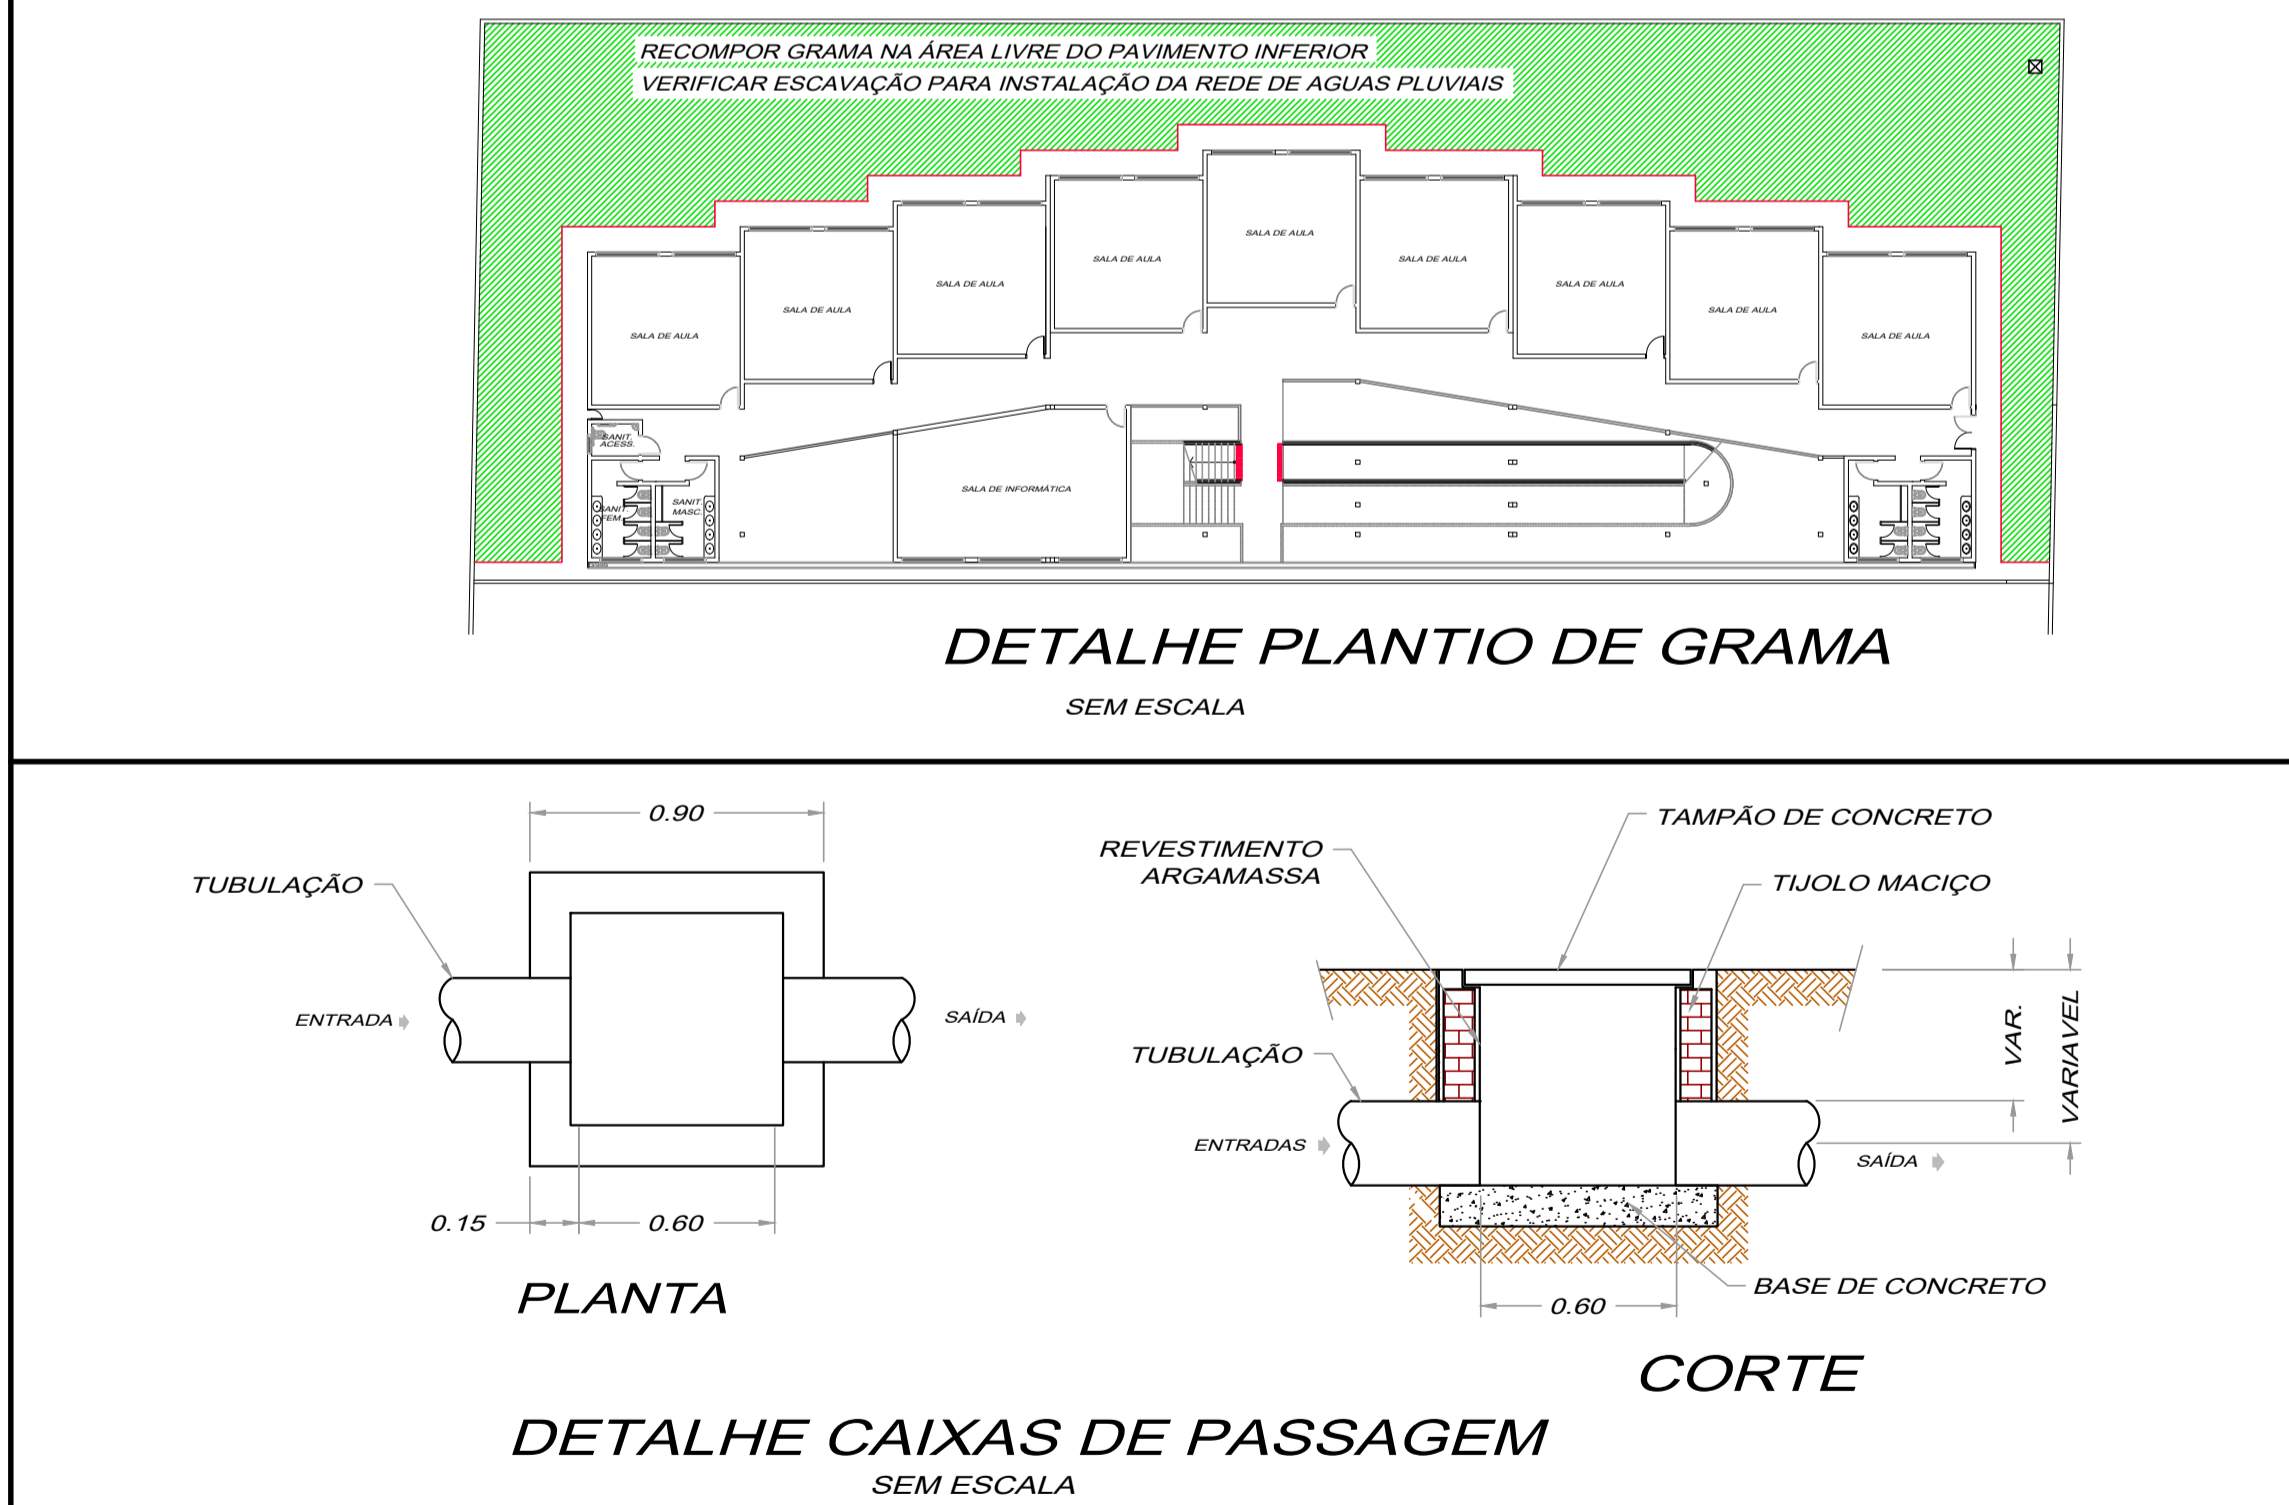 RECOMPOR GRAMA NA ÁREA LIVRE DO PAVIMENTO INFERIOR
VERIFICAR ESCAVAÇÃO PARA INSTALAÇÃO DA REDE DE AGUAS PLUVIAIS
SALA DE AULA
SALA DE AULA
SALA DE AULA
SALA DE AULA
SALA DE AULA
SALA DE AULA
SALA DE AULA
SALA DE AULA
SALA DE AULA
SANIT.
ACESS.
SANIT.
FEM.
SANIT.
MASC.
SALA DE INFORMÁTICA
DETALHE PLANTIO DE GRAMA
SEM ESCALA
0.90
TUBULAÇÃO
ENTRADA
SAÍDA
0.15
0.60
PLANTA
TAMPÃO DE CONCRETO
REVESTIMENTO
ARGAMASSA
TIJOLO MACIÇO
TUBULAÇÃO
VAR.
VARIAVEL
ENTRADAS
SAÍDA
BASE DE CONCRETO
0.60
CORTE
DETALHE CAIXAS DE PASSAGEM
SEM ESCALA